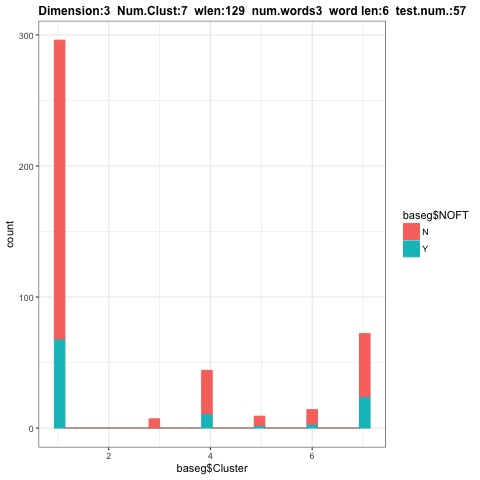 Dimension:3 Num.Clust:7 wlen:129 num.words3 word len:6 test.num.:57
300
200
100
0
count
2
4
6
baseg$Cluster
baseg$NOFT
N
Y